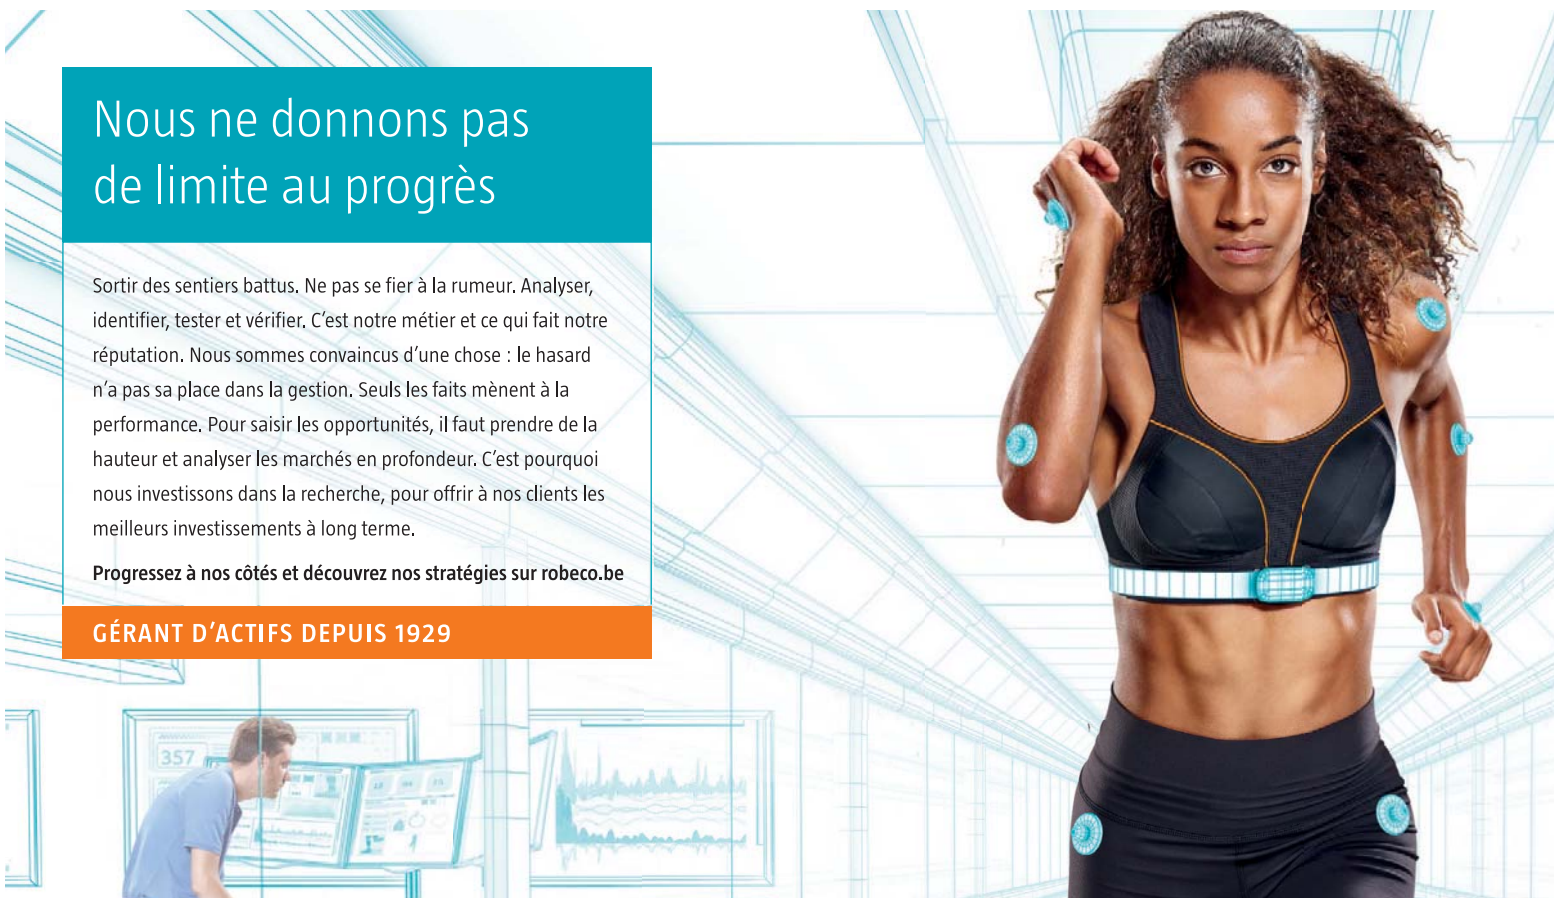 Nous ne donnons pas
de limite au progrès
Sortir des sentiers battus. Ne pas se fier à la rumeur. Analyser,
identifier, tester et vérifier. C’est notre métier et ce qui fait notre
réputation. Nous sommes convaincus d’une chose : le hasard
n’a pas sa place dans la gestion. Seuls les faits mènent à la
performance. Pour saisir les opportunités, il faut prendre de la
hauteur et analyser les marchés en profondeur. C’est pourquoi
nous investissons dans la recherche, pour offrir à nos clients les
meilleurs investissements à long terme.
Progressez à nos côtés et découvrez nos stratégies sur robeco.be
GÉRANT D’ACTIFS DEPUIS 1929
357